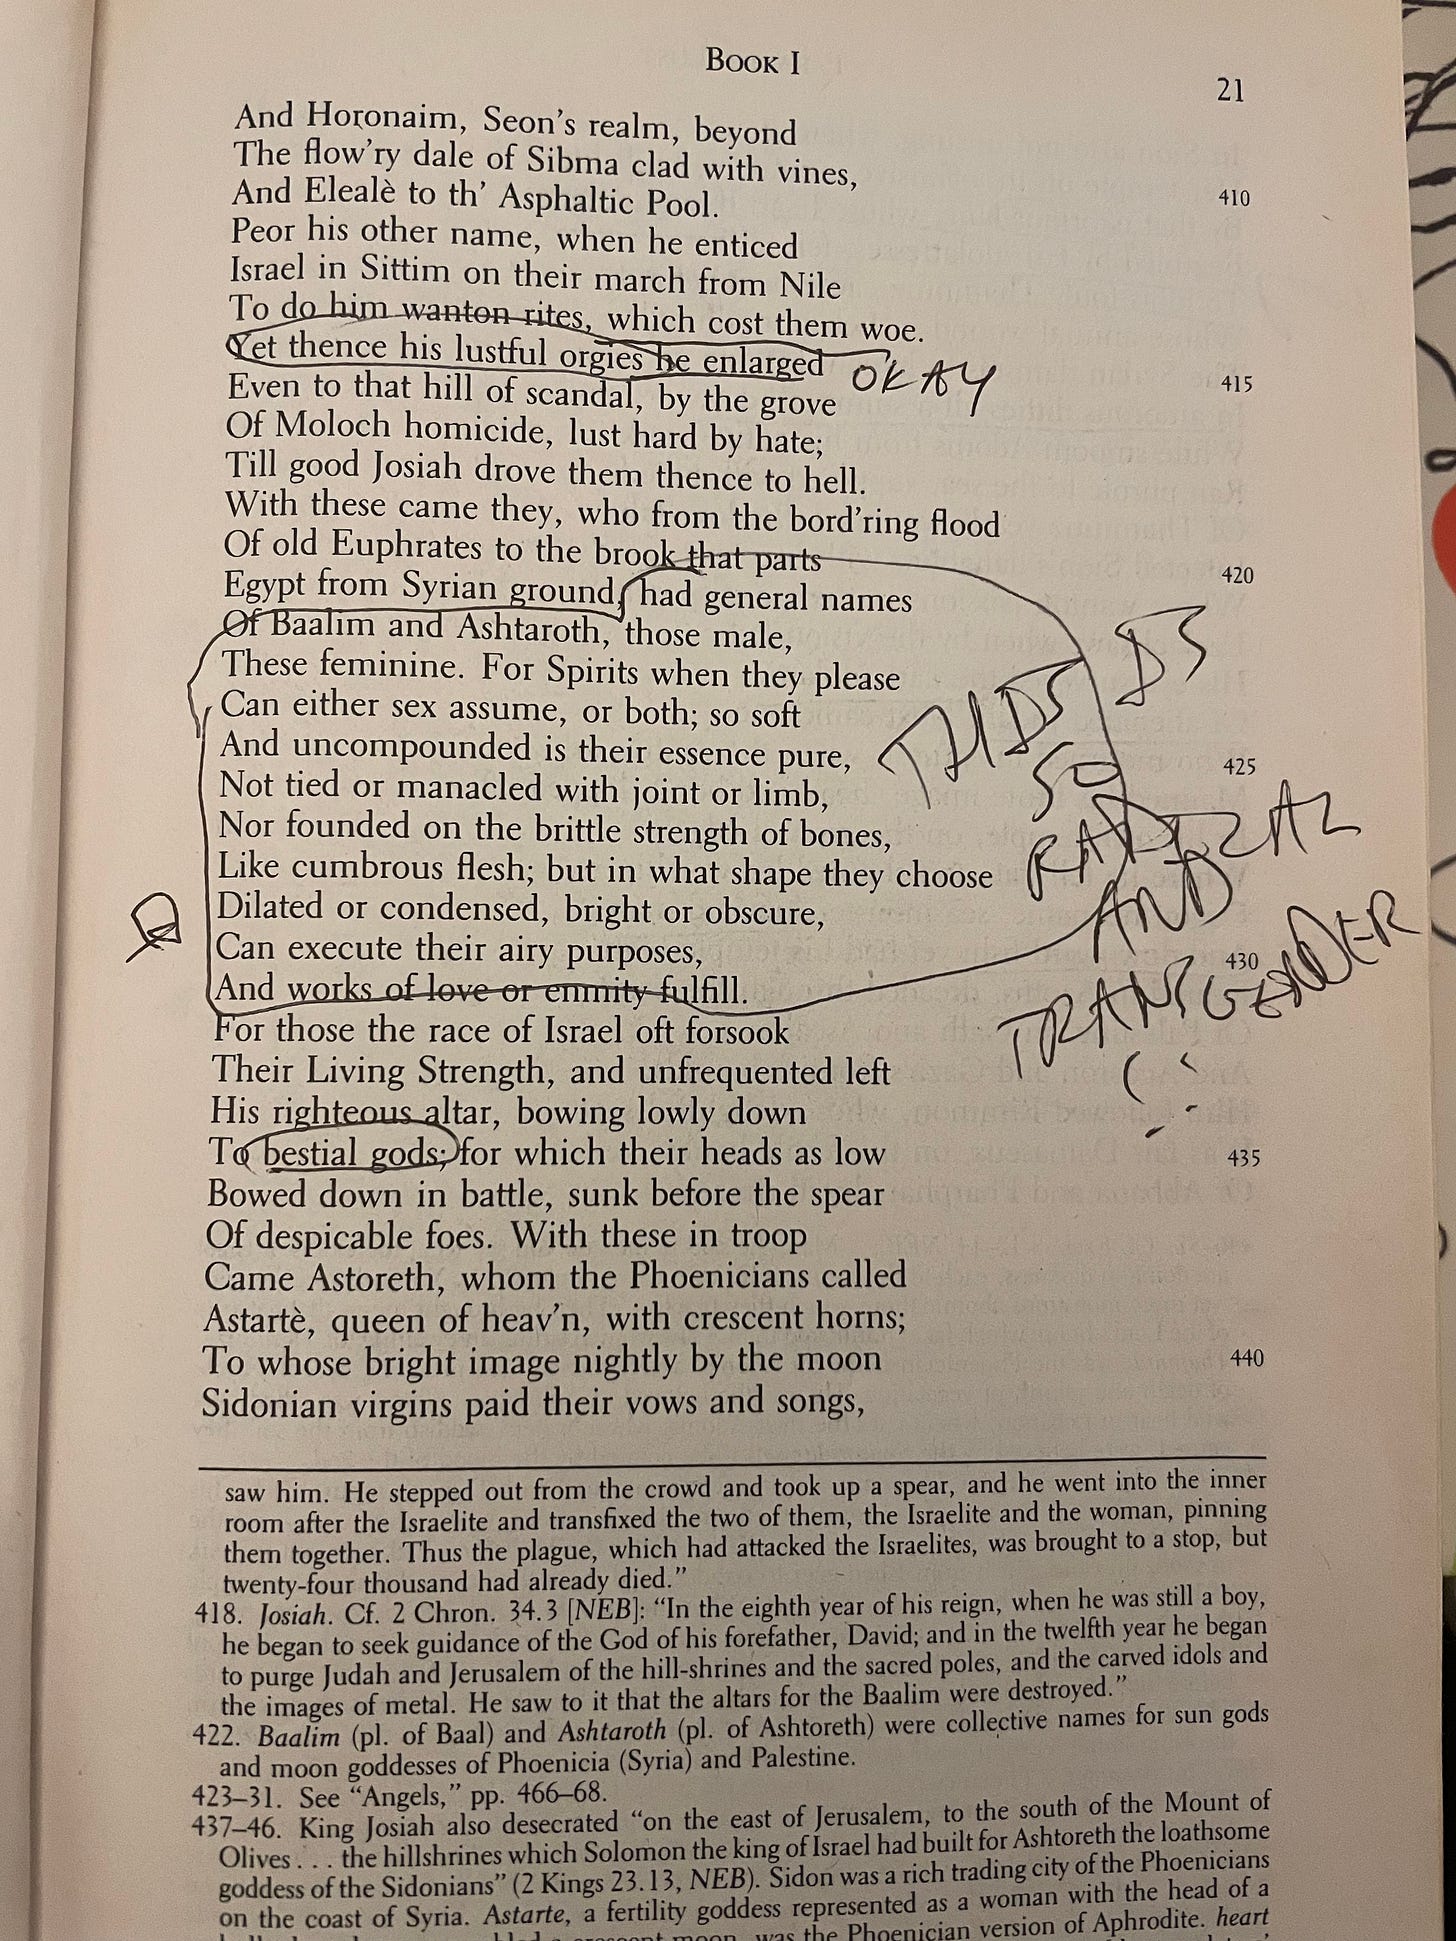 BOOK I
21
And Horonaim, Seon's realm, beyond
The flow'ry dale of Sibma clad with vines,
And Elealè to th' Asphaltic Pool. 410
Peor his other name, when he enticed
Israel in Sittim on their march from Nile
To do him wanton rites, which cost them woe.
Yet thence his lustful orgies he enlarged OKAY
Even to that hill of scandal, by the grove 415
Of Moloch homicide, lust hard by hate;
Till good Josiah drove them thence to hell.
With these came they, who from the bord'ring flood
Of old Euphrates to the brook that parts
Egypt from Syrian ground, had general names 420
Of Baalim and Ashtaroth, those male,
These feminine. For Spirits when they please
Can either sex assume, or both; so soft
And uncompounded is their essence pure,
Not tied or manacled with joint or limb, 425
Nor founded on the brittle strength of bones,
Like cumbrous flesh; but in what shape they choose
Dilated or condensed, bright or obscure,
Can execute their airy purposes,
And works of love or enmity fulfill. 430
THIS IS
SO
RADICAL
AND
TRANSGENDER
For those the race of Israel oft forsook
Their Living Strength, and unfrequented left
His righteous altar, bowing lowly down
To bestial gods; for which their heads as low 435
Bowed down in battle, sunk before the spear
Of despicable foes. With these in troop
Came Astoreth, whom the Phoenicians called
Astartè, queen of heav'n, with crescent horns;
To whose bright image nightly by the moon 440
Sidonian virgins paid their vows and songs,
saw him. He stepped out from the crowd and took up a spear, and he went into the inner
room after the Israelite and transfixed the two of them, the Israelite and the woman, pinning
them together. Thus the plague, which had attacked the Israelites, was brought to a stop, but
twenty-four thousand had already died."
418. Josiah. Cf. 2 Chron. 34.3 [NEB]: "In the eighth year of his reign, when he was still a boy,
he began to seek guidance of the God of his forefather, David; and in the twelfth year he began
to purge Judah and Jerusalem of the hill-shrines and the sacred poles, and the carved idols and
the images of metal. He saw to it that the altars for the Baalim were destroyed."
422. Baalim (pl. of Baal) and Ashtaroth (pl. of Ashtoreth) were collective names for sun gods
and moon goddesses of Phoenicia (Syria) and Palestine.
423–31. See "Angels," pp. 466–68.
437–46. King Josiah also desecrated "on the east of Jerusalem, to the south of the Mount of
Olives . . . the hillshrines which Solomon the king of Israel had built for Ashtoreth the loathsome
goddess of the Sidonians" (2 Kings 23.13, NEB). Sidon was a rich trading city of the Phoenicians
on the coast of Syria. Astarte, a fertility goddess represented as a woman with the head of a
crescent moon, was the Phoenician version of Aphrodite. heart